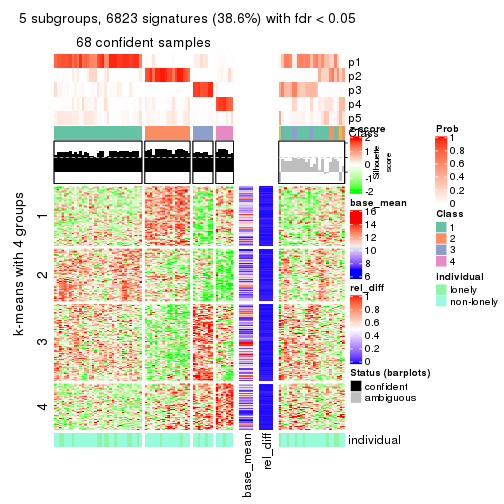 5 subgroups, 6823 signatures (38.6%) with fdr < 0.05
68 confident samples
p1
p2
p3
p4
p5
Class
z-score
2
-2
Silhouette
score
k-means with 4 groups
1
2
3
4
base_mean
16
14
12
10
8
6
rel_diff
1
0.8
0.6
0.4
0.2
0
Status (barplots)
confident
ambiguous
Prob
1
0.8
0.6
0.4
0.2
0
Class
1
2
3
4
individual
lonely
non-lonely
individual
base_mean
rel_diff